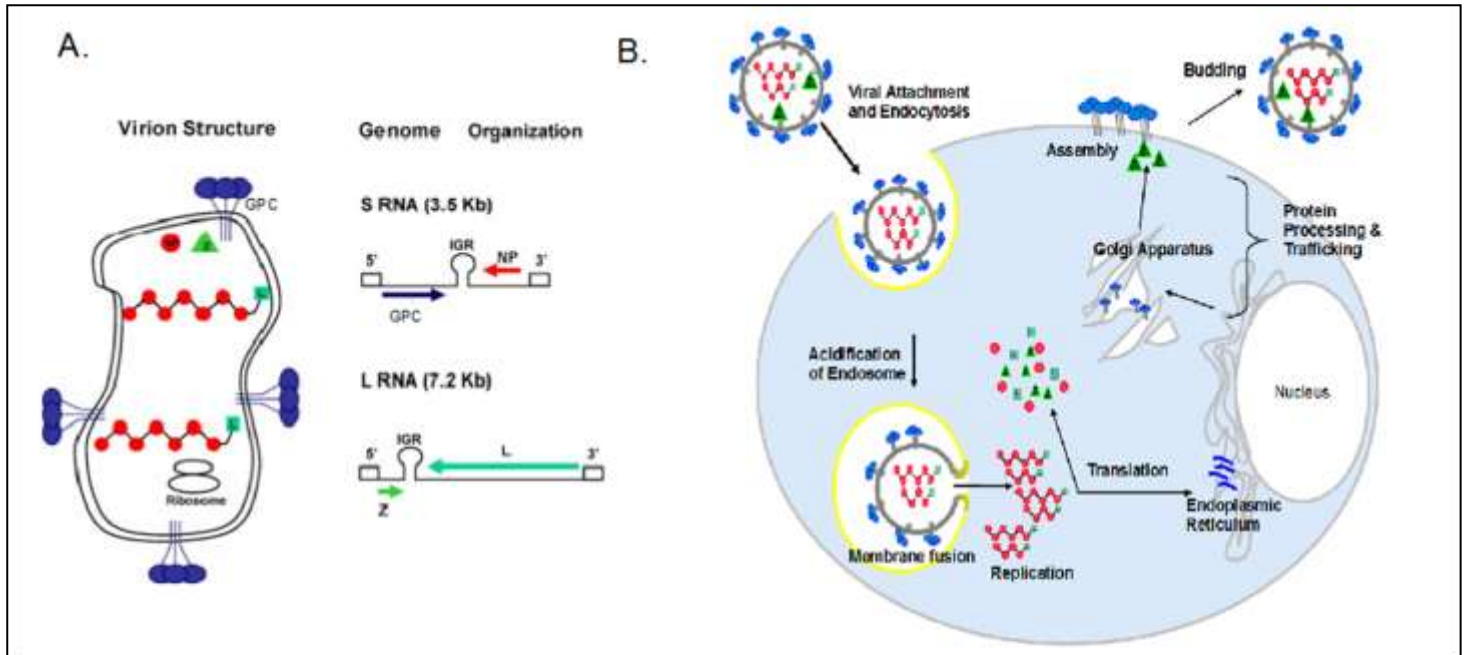 A.
Virion Structure
GPC
NP
Z
L
L
Ribosome
Genome Organization
S RNA (3.5 Kb)
5'
IGR
NP
3'
GPC
L RNA (7.2 Kb)
5'
IGR
L
3'
Z
B.
Viral Attachment
and Endocytosis
Budding
Assembly
Protein
Processing &
Trafficking
Golgi Apparatus
Acidification
of Endosome
Nucleus
Translation
Endoplasmic
Reticulum
Membrane fusion
Replication